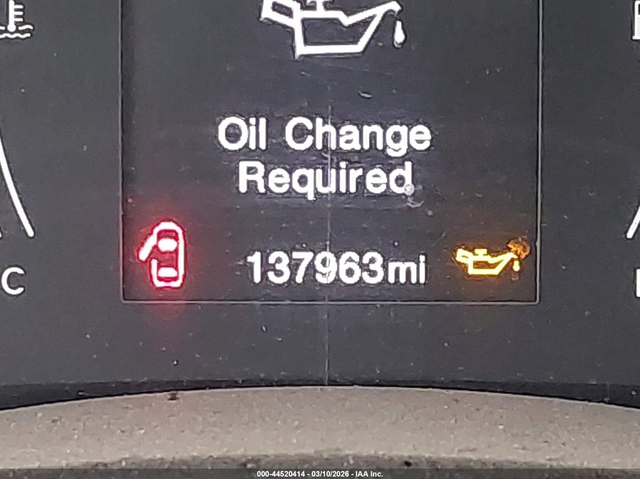 Oil Change
Required
137963mi
C
000-44520414 - 03/10/2026 - IAA Inc.